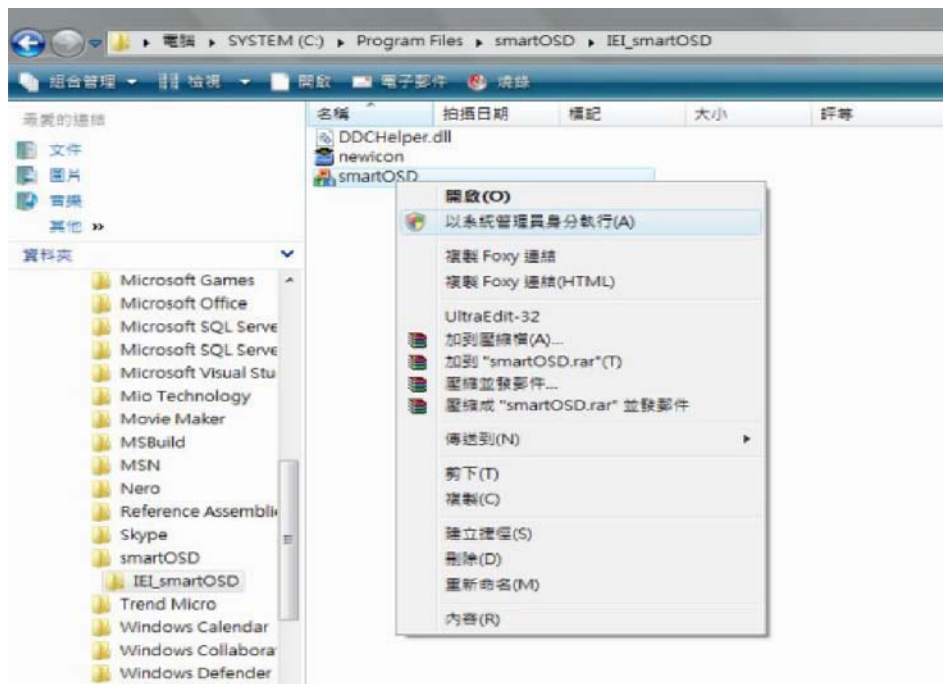 電腦 ▸ SYSTEM (C:) ▸ Program Files ▸ smartOSD ▸ IEI_smartOSD
組合管理 檢視 開啟 電子郵件 燒錄
最愛的連結
文件
圖片
音樂
其他 »
資料夾
Microsoft Games
Microsoft Office
Microsoft SQL Serve
Microsoft SQL Serve
Microsoft Visual Stu
Mio Technology
Movie Maker
MSBuild
MSN
Nero
Reference Assembli
Skype
smartOSD
IEI_smartOSD
Trend Micro
Windows Calendar
Windows Collabora
Windows Defender
名稱 拍攝日期 標記 大小 評等
DDCHelper.dll
newicon
smartOSD
開啟(O)
以系統管理員身分執行(A)
複製 Foxy 連結
複製 Foxy 連結(HTML)
UltraEdit-32
加到壓縮檔(A)...
加到 "smartOSD.rar"(T)
壓縮並發郵件...
壓縮成 "smartOSD.rar" 並發郵件
傳送到(N)
剪下(T)
複製(C)
建立捷徑(S)
刪除(D)
重新命名(M)
內容(R)